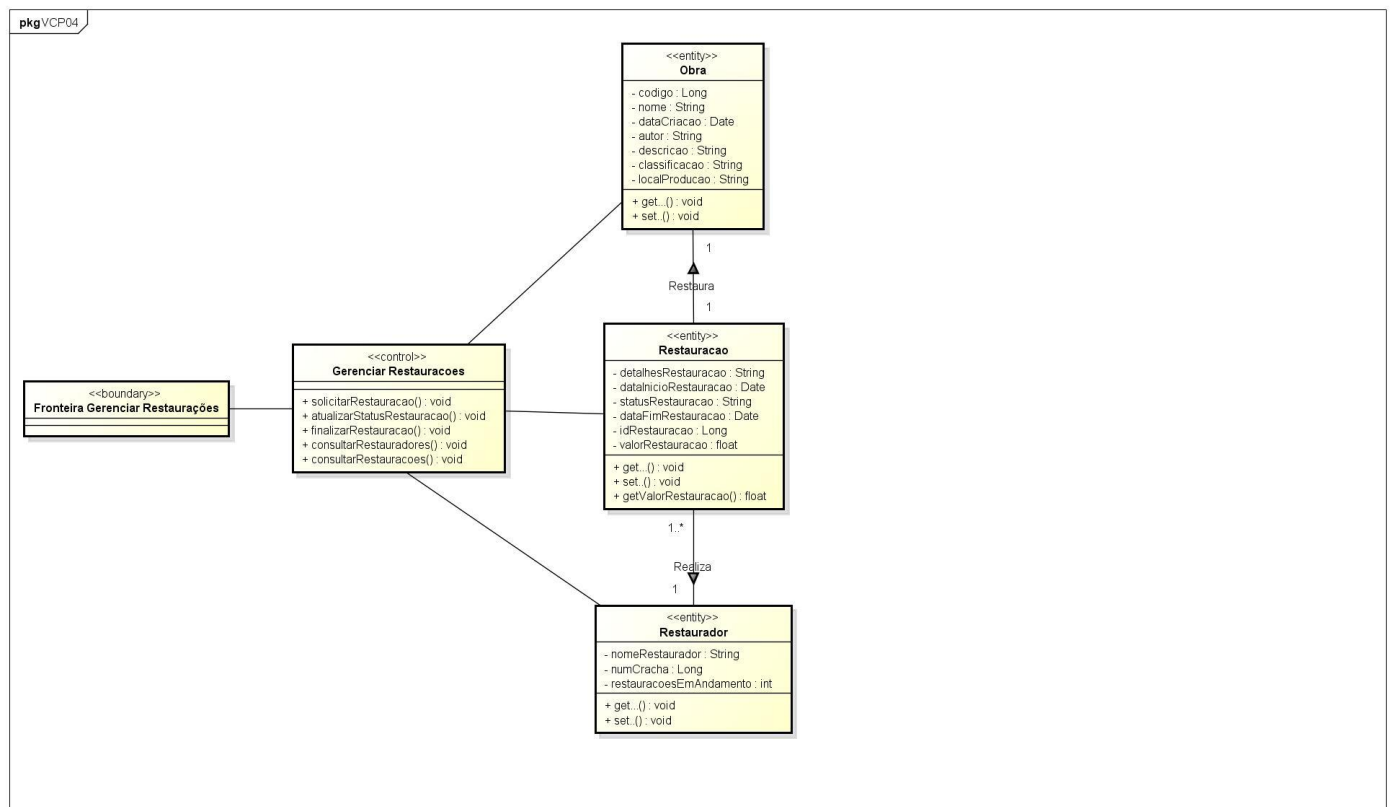 pkg VCP04
<<entity>>
Obra
- codigo : Long
- nome : String
- dataCriacao : Date
- autor : String
- descricao : String
- classificacao : String
- localProducao : String
+ get...() : void
+ set..() : void
1
Restaura
1
<<entity>>
Restauracao
- detalhesRestauracao : String
- dataInicioRestauracao : Date
- statusRestauracao : String
- dataFimRestauracao : Date
- idRestauracao : Long
- valorRestauracao : float
+ get...() : void
+ set..() : void
+ getValorRestauracao() : float
<<control>>
Gerenciar Restauracoes
+ solicitarRestauracao() : void
+ atualizarStatusRestauracao() : void
+ finalizarRestauracao() : void
+ consultarRestauradores() : void
+ consultarRestauracoes() : void
<<boundary>>
Fronteira Gerenciar Restaurações
1..*
Realiza
1
<<entity>>
Restaurador
- nomeRestaurador : String
- numCracha : Long
- restauracoesEmAndamento : int
+ get...() : void
+ set..() : void